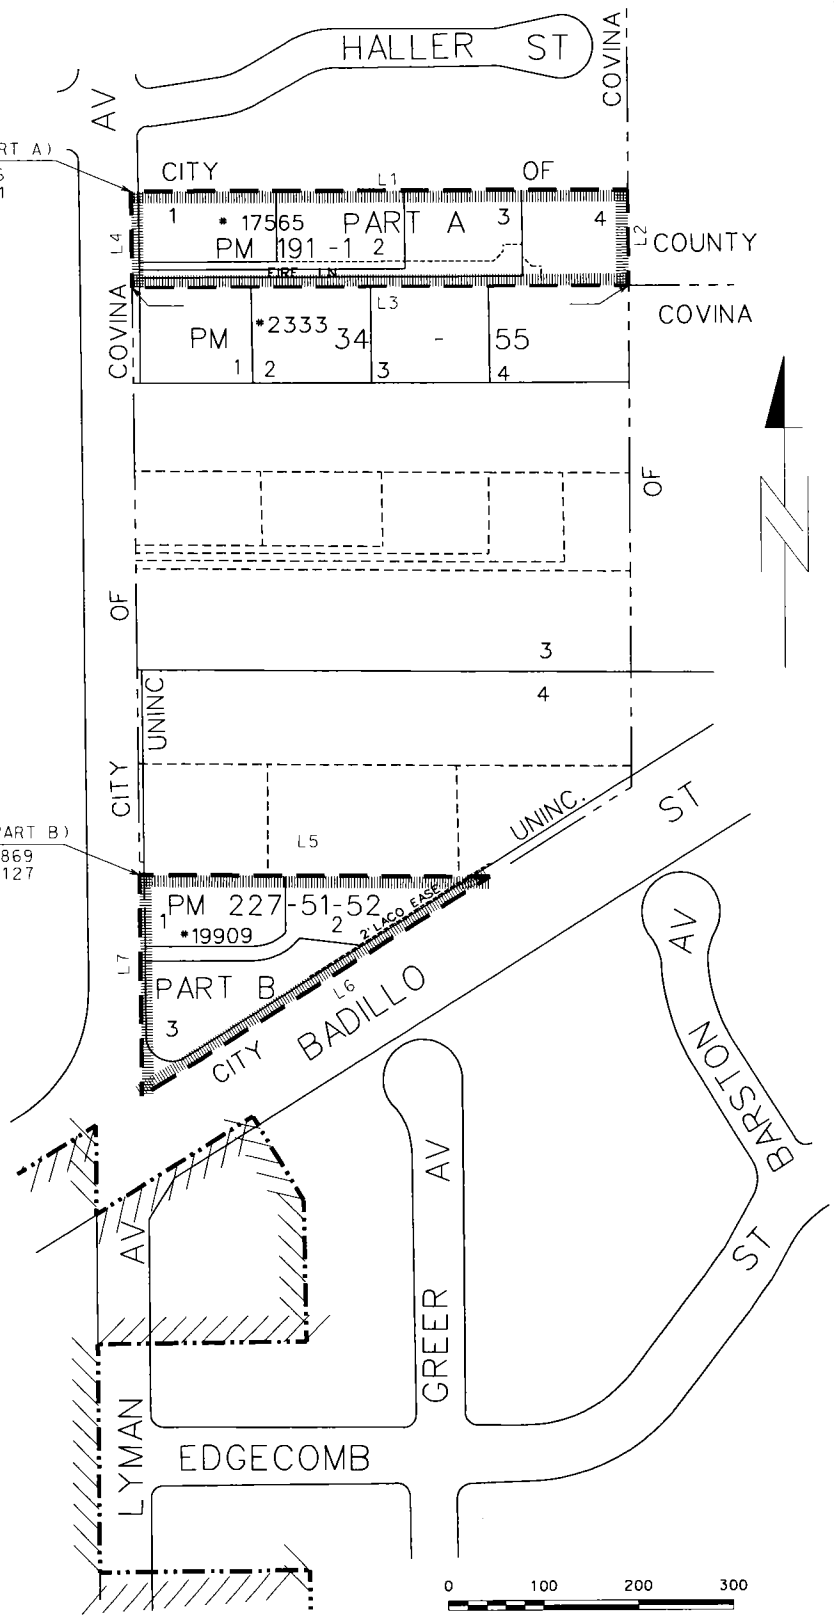 HALLER ST
COVINA
AV
RT A)
CITY OF
L1
1
* 17565 PART A
3
4
PM 191 -1 2
L4
L2
COUNTY
FIRE LN
L3
COVINA
COVINA
PM
*2333 34 - 55
1
2
3
4
OF
OF
3
4
UNINC
CITY
UNINC.
ST
PART B)
869
127
L5
PM 227-51-52
1
2
*19909
2' LACO EASE
L7
PART B
3
L6
CITY
BADILLO
AV
BARSTON
ST
AV
GREER
AV
LYMAN
EDGECOMB
N
0 100 200 300